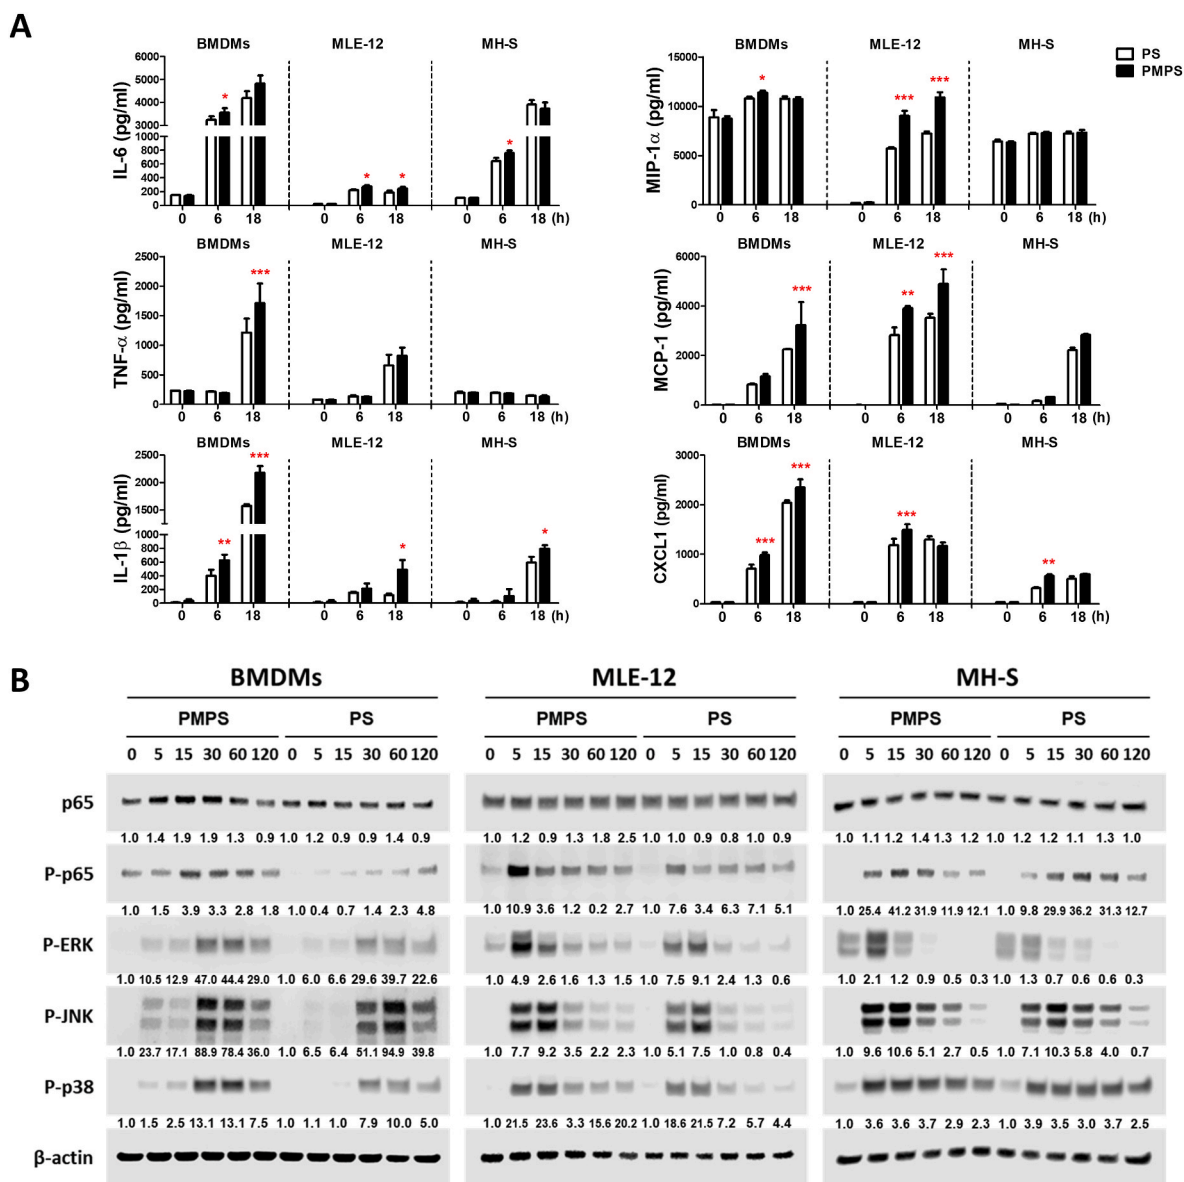 A
BMDMs MLE-12 MH-S
IL-6 (pg/ml)
6000
5000
4000
3000
1000
800
600
400
200
0
* * * *
0 6 18 0 6 18 0 6 18 (h)
BMDMs MLE-12 MH-S
MIP-1α (pg/ml)
15000
10000
5000
0
* *** ***
0 6 18 0 6 18 0 6 18 (h)
PS
PMPS
BMDMs MLE-12 MH-S
TNF-α (pg/ml)
2500
2000
1500
1000
500
0
***
0 6 18 0 6 18 0 6 18 (h)
BMDMs MLE-12 MH-S
MCP-1 (pg/ml)
6000
4000
2000
0
*** ** ***
0 6 18 0 6 18 0 6 18 (h)
BMDMs MLE-12 MH-S
IL-1β (pg/ml)
2500
2000
1500
1000
800
600
400
200
0
** *** * *
0 6 18 0 6 18 0 6 18 (h)
BMDMs MLE-12 MH-S
CXCL1 (pg/ml)
3000
2000
1000
0
*** *** *** **
0 6 18 0 6 18 0 6 18 (h)
B
BMDMs MLE-12 MH-S
PMPS PS PMPS PS PMPS PS
0 5 15 30 60 120 0 5 15 30 60 120 0 5 15 30 60 120 0 5 15 30 60 120 0 5 15 30 60 120 0 5 15 30 60 120
p65
1.0 1.4 1.9 1.9 1.3 0.9 1.0 1.2 0.9 0.9 1.4 0.9 1.0 1.2 0.9 1.3 1.8 2.5 1.0 1.0 0.9 0.8 1.0 0.9 1.0 1.1 1.2 1.4 1.3 1.2 1.0 1.2 1.2 1.1 1.3 1.0
P-p65
1.0 1.5 3.9 3.3 2.8 1.8 1.0 0.4 0.7 1.4 2.3 4.8 1.0 10.9 3.6 1.2 0.2 2.7 1.0 7.6 3.4 6.3 7.1 5.1 1.0 25.4 41.2 31.9 11.9 12.1 1.0 9.8 29.9 36.2 31.3 12.7
P-ERK
1.0 10.5 12.9 47.0 44.4 29.0 1.0 6.0 6.6 29.6 39.7 22.6 1.0 4.9 2.6 1.6 1.3 1.5 1.0 7.5 9.1 2.4 1.3 0.6 1.0 2.1 1.2 0.9 0.5 0.3 1.0 1.3 0.7 0.6 0.6 0.3
P-JNK
1.0 23.7 17.1 88.9 78.4 36.0 1.0 6.5 6.4 51.1 94.9 39.8 1.0 7.7 9.2 3.5 2.2 2.3 1.0 5.1 7.5 1.0 0.8 0.4 1.0 9.6 10.6 5.1 2.7 0.5 1.0 7.1 10.3 5.8 4.0 0.7
P-p38
1.0 1.5 2.5 13.1 13.1 7.5 1.0 1.1 1.0 7.9 10.0 5.0 1.0 21.5 23.6 3.3 15.6 20.2 1.0 18.6 21.5 7.2 5.7 4.4 1.0 3.6 3.6 3.7 2.9 2.3 1.0 3.9 3.5 3.0 3.7 2.5
β-actin